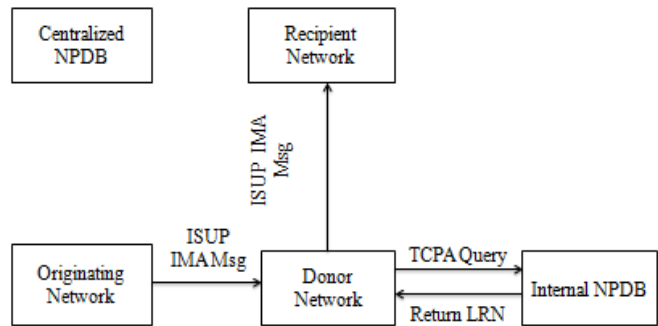 Centralized
NPDB
Recipient
Network
ISUP IMA
Msg
ISUP
IMA Msg
Originating
Network
Donor
Network
TCPA Query
Return LRN
Internal NPDB